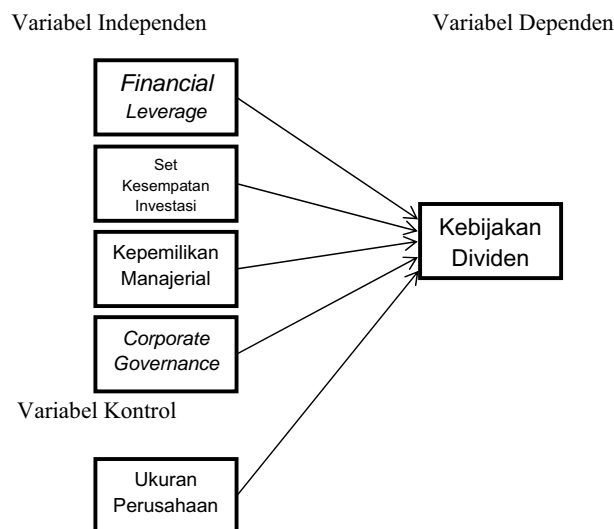 Variabel Independen
Variabel Dependen
Financial
Leverage
Set
Kesempatan
Investasi
Kebijakan
Dividen
Kepemilikan
Manajerial
Corporate
Governance
Variabel Kontrol
Ukuran
Perusahaan